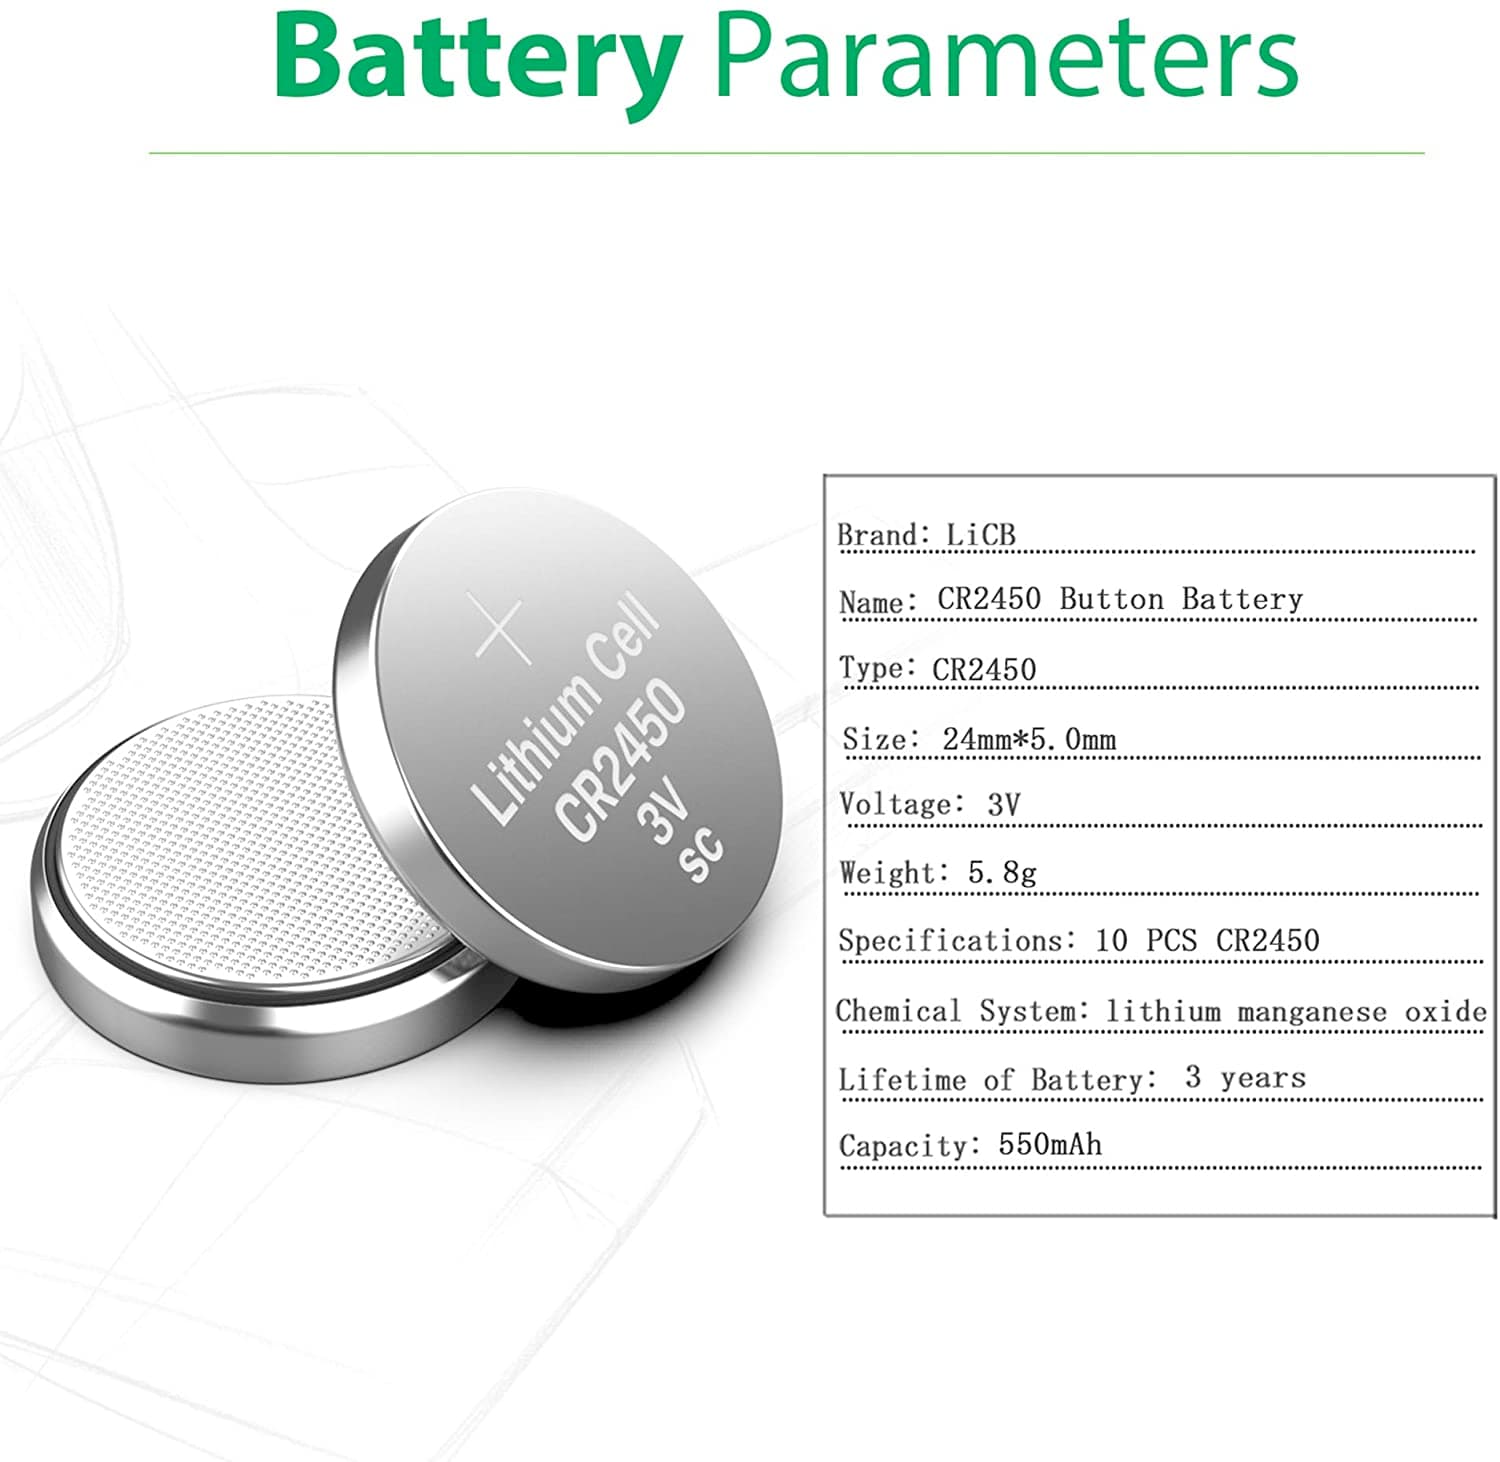 Battery Parameters
Lithium Cell
CR2450
3V
SC
Brand: LiCB
Name: CR2450 Button Battery
Type: CR2450
Size: 24mm*5.0mm
Voltage: 3V
Weight: 5.8g
Specifications: 10 PCS CR2450
Chemical System: lithium manganese oxide
Lifetime of Battery: 3 years
Capacity: 550mAh